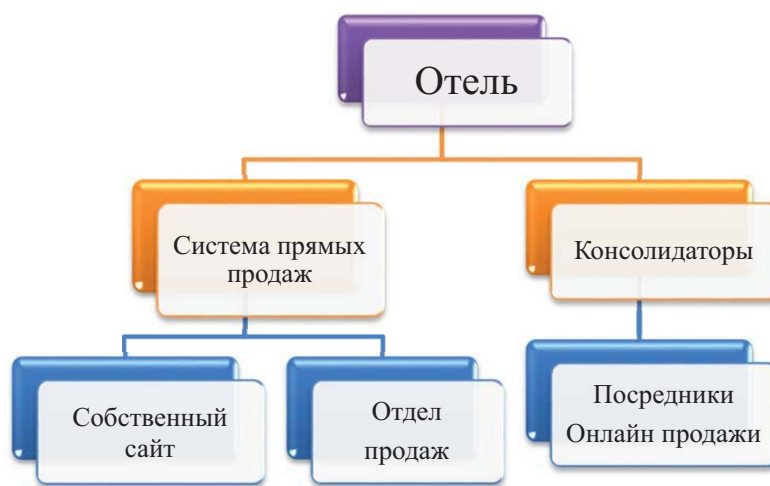 Отель
Система прямых
продаж
Консолидаторы
Собственный
сайт
Отдел
продаж
Посредники
Онлайн продажи